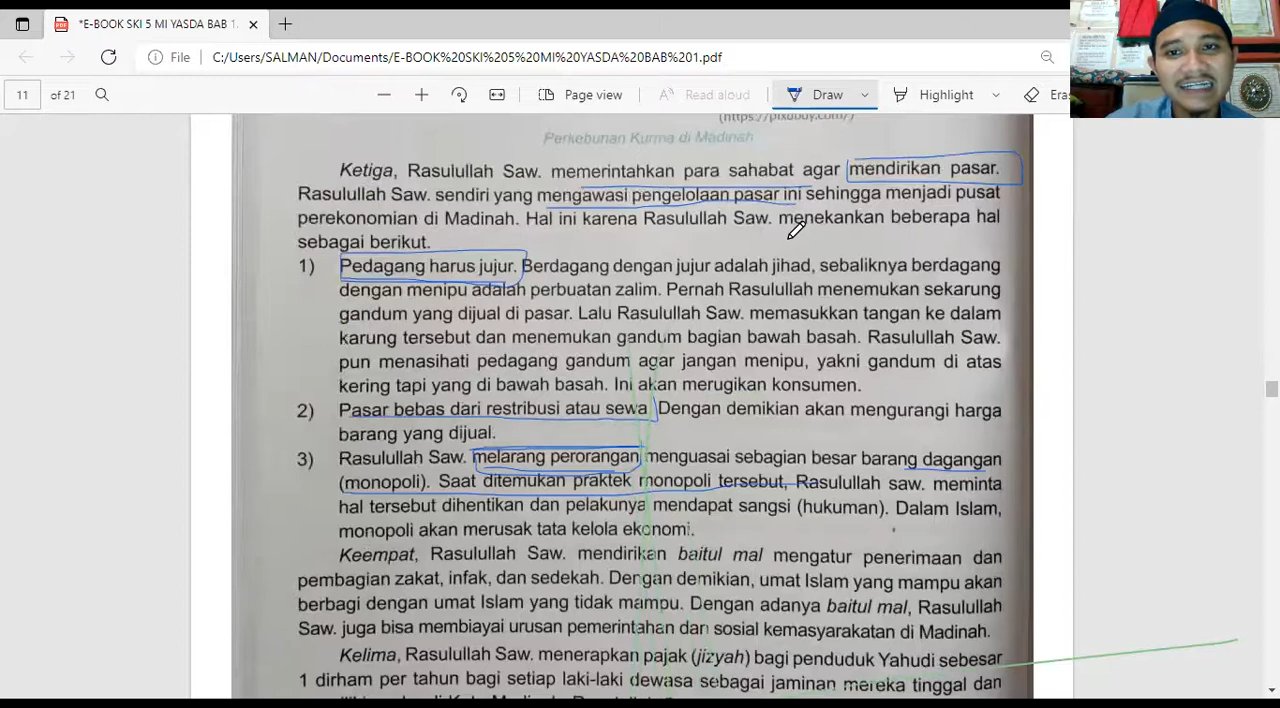 *E-BOOK SKI 5 MI YASDA BAB 1.
File C:/Users/SALMAN/Documents/
11 of 21
Page view
Read aloud
Draw
Highlight
(https://pixabay.com/)
Perkebunan Kurma di Madinah
Ketiga, Rasulullah Saw. memerintahkan para sahabat agar mendirikan pasar.
Rasulullah Saw. sendiri yang mengawasi pengelolaan pasar ini sehingga menjadi pusat
perekonomian di Madinah. Hal ini karena Rasulullah Saw. menekankan beberapa hal
sebagai berikut.
1) Pedagang harus jujur. Berdagang dengan jujur adalah jihad, sebaliknya berdagang
dengan menipu adalah perbuatan zalim. Pernah Rasulullah menemukan sekarung
gandum yang dijual di pasar. Lalu Rasulullah Saw. memasukkan tangan ke dalam
karung tersebut dan menemukan gandum bagian bawah basah. Rasulullah Saw.
pun menasihati pedagang gandum agar jangan menipu, yakni gandum di atas
kering tapi yang di bawah basah. Ini akan merugikan konsumen.
2) Pasar bebas dari restribusi atau sewa. Dengan demikian akan mengurangi harga
barang yang dijual.
3) Rasulullah Saw. melarang perorangan menguasai sebagian besar barang dagangan
(monopoli). Saat ditemukan praktek monopoli tersebut, Rasulullah saw. meminta
hal tersebut dihentikan dan pelakunya mendapat sangsi (hukuman). Dalam Islam,
monopoli akan merusak tata kelola ekonomi.
Keempat, Rasulullah Saw. mendirikan baitul mal mengatur penerimaan dan
pembagian zakat, infak, dan sedekah. Dengan demikian, umat Islam yang mampu akan
berbagi dengan umat Islam yang tidak mampu. Dengan adanya baitul mal, Rasulullah
Saw. juga bisa membiayai urusan pemerintahan dan sosial kemasyarakatan di Madinah.
Kelima, Rasulullah Saw. menerapkan pajak (jizyah) bagi penduduk Yahudi sebesar
1 dirham per tahun bagi setiap laki-laki dewasa sebagai jaminan mereka tinggal dan